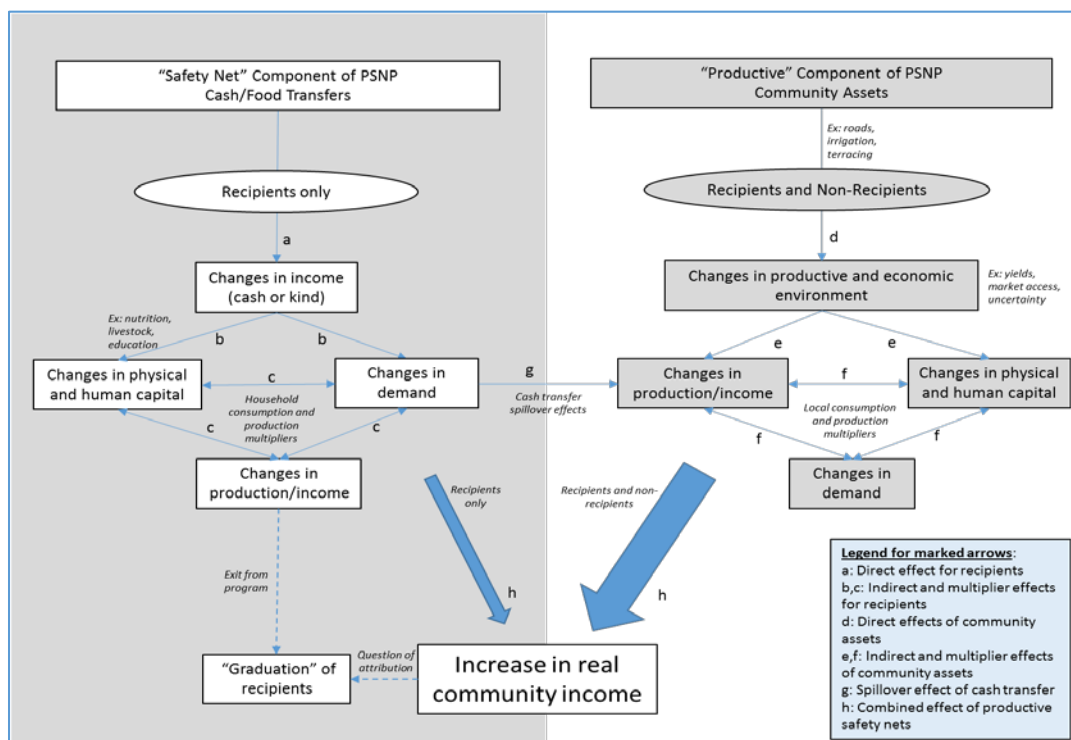 “Safety Net” Component of PSNP
Cash/Food Transfers
“Productive” Component of PSNP
Community Assets
Ex: roads,
irrigation,
terracing
Recipients only
Recipients and Non-Recipients
a
d
Changes in income
(cash or kind)
Changes in productive and economic
environment
Ex: yields,
market access,
uncertainty
Ex: nutrition,
livestock,
education
b
b
e
e
Changes in physical
and human capital
c
Changes in
demand
g
Cash transfer
spillover effects
Changes in
production/income
f
Changes in physical
and human capital
Household
consumption and
production
multipliers
c
c
Local consumption
and production
multipliers
f
f
Changes in
production/income
Changes in
demand
Recipients
only
Recipients and non-
recipients
Exit from
program
h
h
“Graduation” of
recipients
Question of
attribution
Increase in real
community income
Legend for marked arrows:
a: Direct effect for recipients
b,c: Indirect and multiplier effects
for recipients
d: Direct effects of community
assets
e,f: Indirect and multiplier effects
of community assets
g: Spillover effect of cash transfer
h: Combined effect of productive
safety nets